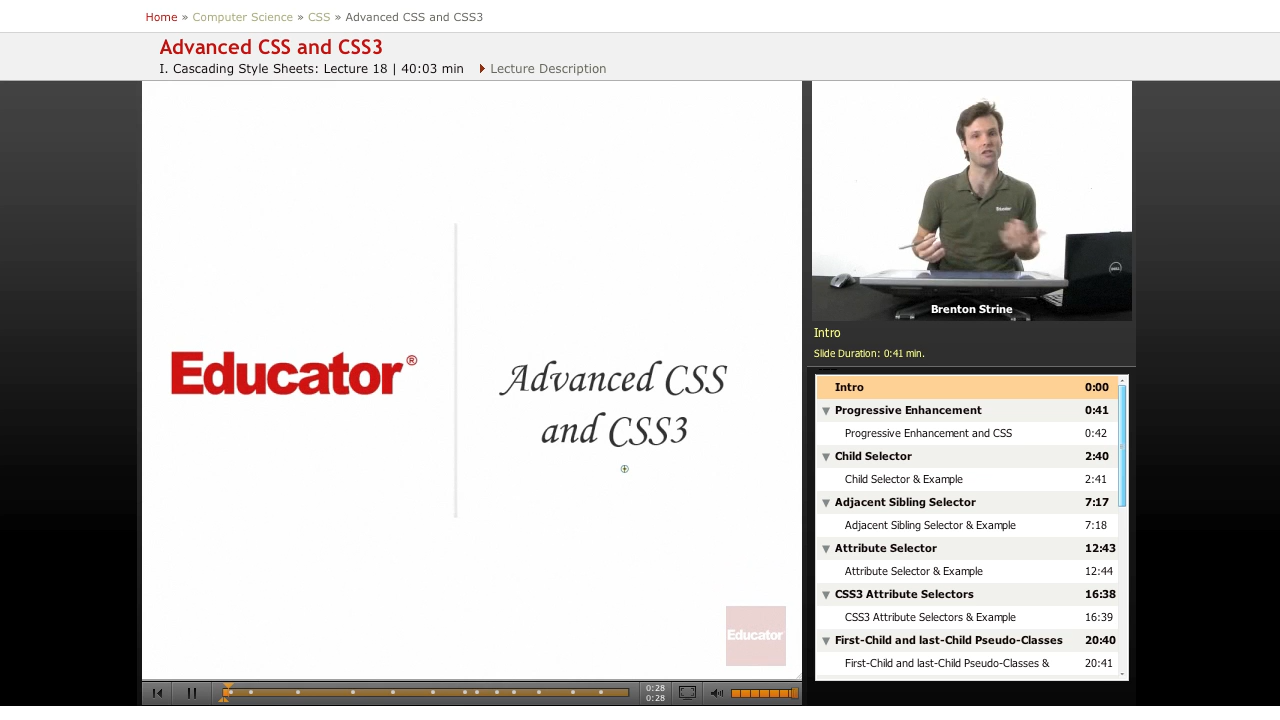 Home » Computer Science » CSS » Advanced CSS and CSS3
Advanced CSS and CSS3
I. Cascading Style Sheets: Lecture 18 | 40:03 min Lecture Description
Educator®
Advanced CSS
and CSS3
Educator
Educator
DELL
Brenton Strine
Intro
Slide Duration: 0:41 min.
Intro 0:00
Progressive Enhancement 0:41
Progressive Enhancement and CSS 0:42
Child Selector 2:40
Child Selector & Example 2:41
Adjacent Sibling Selector 7:17
Adjacent Sibling Selector & Example 7:18
Attribute Selector 12:43
Attribute Selector & Example 12:44
CSS3 Attribute Selectors 16:38
CSS3 Attribute Selectors & Example 16:39
First-Child and last-Child Pseudo-Classes 20:40
First-Child and last-Child Pseudo-Classes & 20:41
0:28
0:28